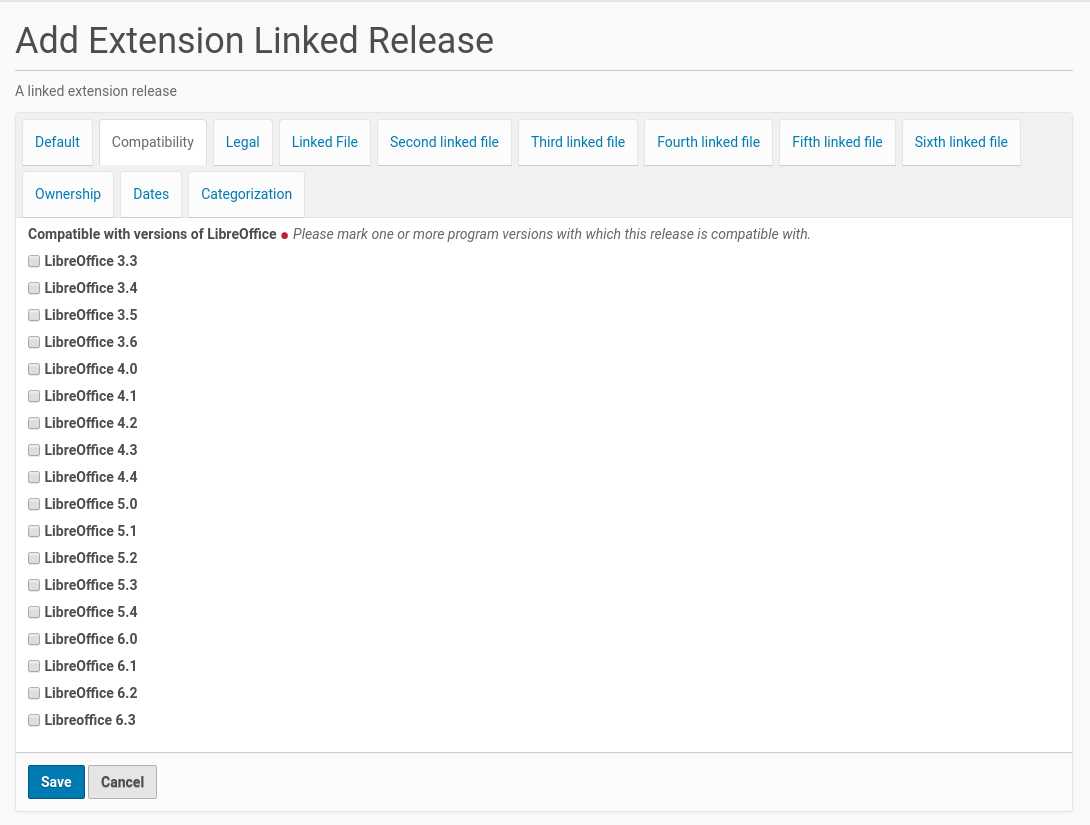 Add Extension Linked Release
A linked extension release
Default Compatibility Legal Linked File Second linked file Third linked file Fourth linked file Fifth linked file Sixth linked file
Ownership Dates Categorization
Compatible with versions of LibreOffice Please mark one or more program versions with which this release is compatible with.
LibreOffice 3.3
LibreOffice 3.4
LibreOffice 3.5
LibreOffice 3.6
LibreOffice 4.0
LibreOffice 4.1
LibreOffice 4.2
LibreOffice 4.3
LibreOffice 4.4
LibreOffice 5.0
LibreOffice 5.1
LibreOffice 5.2
LibreOffice 5.3
LibreOffice 5.4
LibreOffice 6.0
LibreOffice 6.1
LibreOffice 6.2
Libreoffice 6.3
Save Cancel